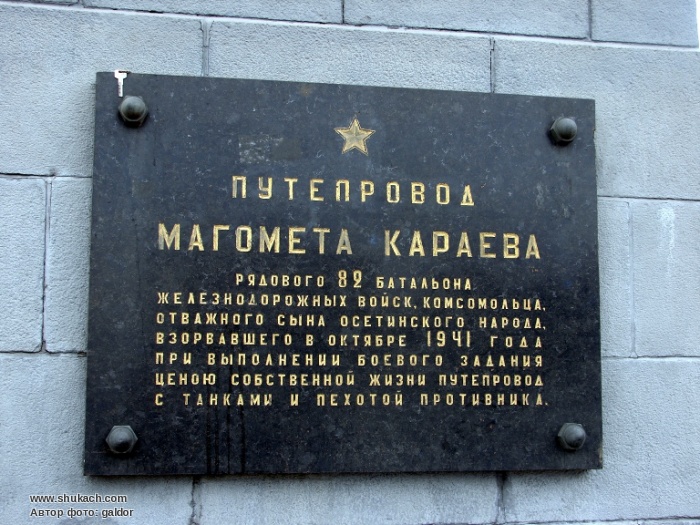 ПУТЕПРОВОД
МАГОМЕТА КАРАЕВА
РЯДОВОГО 82 БАТАЛЬОНА
ЖЕЛЕЗНОДОРОЖНЫХ ВОЙСК, КОМСОМОЛЬЦА,
ОТВАЖНОГО СЫНА ОСЕТИНСКОГО НАРОДА,
ВЗОРВАВШЕГО В ОКТЯБРЕ 1941 ГОДА
ПРИ ВЫПОЛНЕНИИ БОЕВОГО ЗАДАНИЯ
ЦЕНОЮ СОБСТВЕННОЙ ЖИЗНИ ПУТЕПРОВОД
С ТАНКАМИ И ПЕХОТОЙ ПРОТИВНИКА.
www.shukach.com
Автор фото: galdor